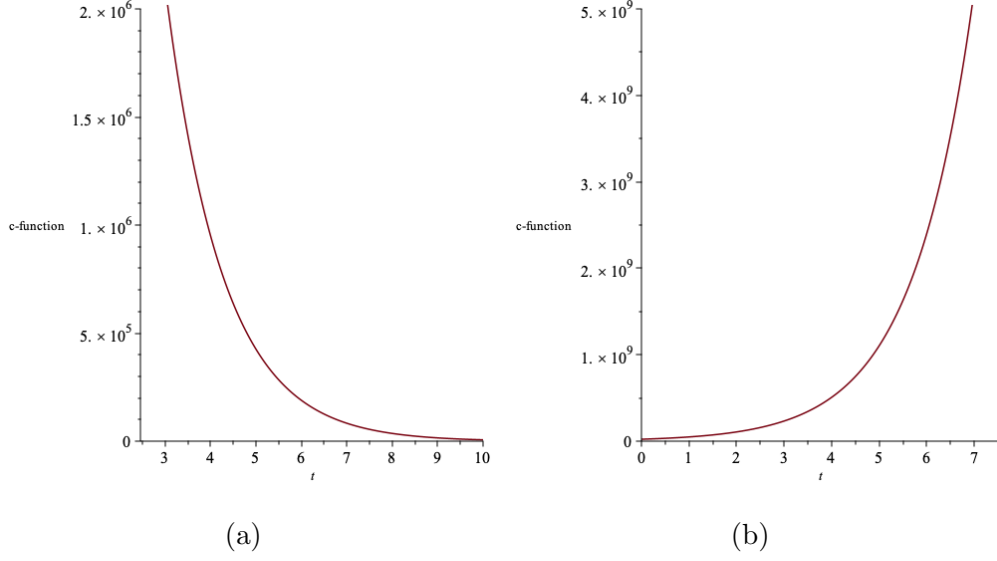 2. × 10^6
1.5 × 10^6
c-function
1. × 10^6
5. × 10^5
0
3 4 5 6 7 8 9 10
t
(a)
5. × 10^9
4. × 10^9
3. × 10^9
c-function
2. × 10^9
1. × 10^9
0
0 1 2 3 4 5 6 7
t
(b)